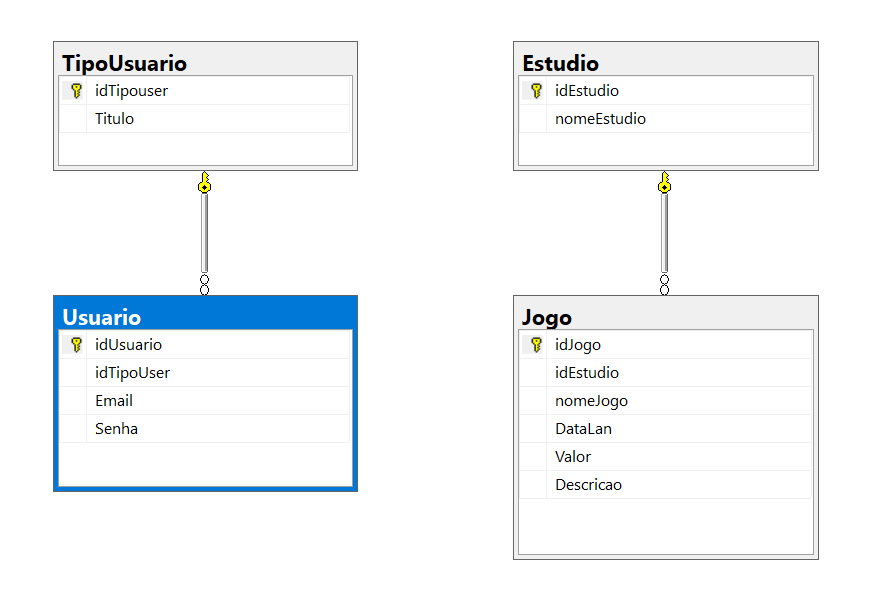 TipoUsuario
idTipouser
Titulo
Estudio
idEstudio
nomeEstudio
Usuario
idUsuario
idTipoUser
Email
Senha
Jogo
idJogo
idEstudio
nomeJogo
DataLan
Valor
Descricao